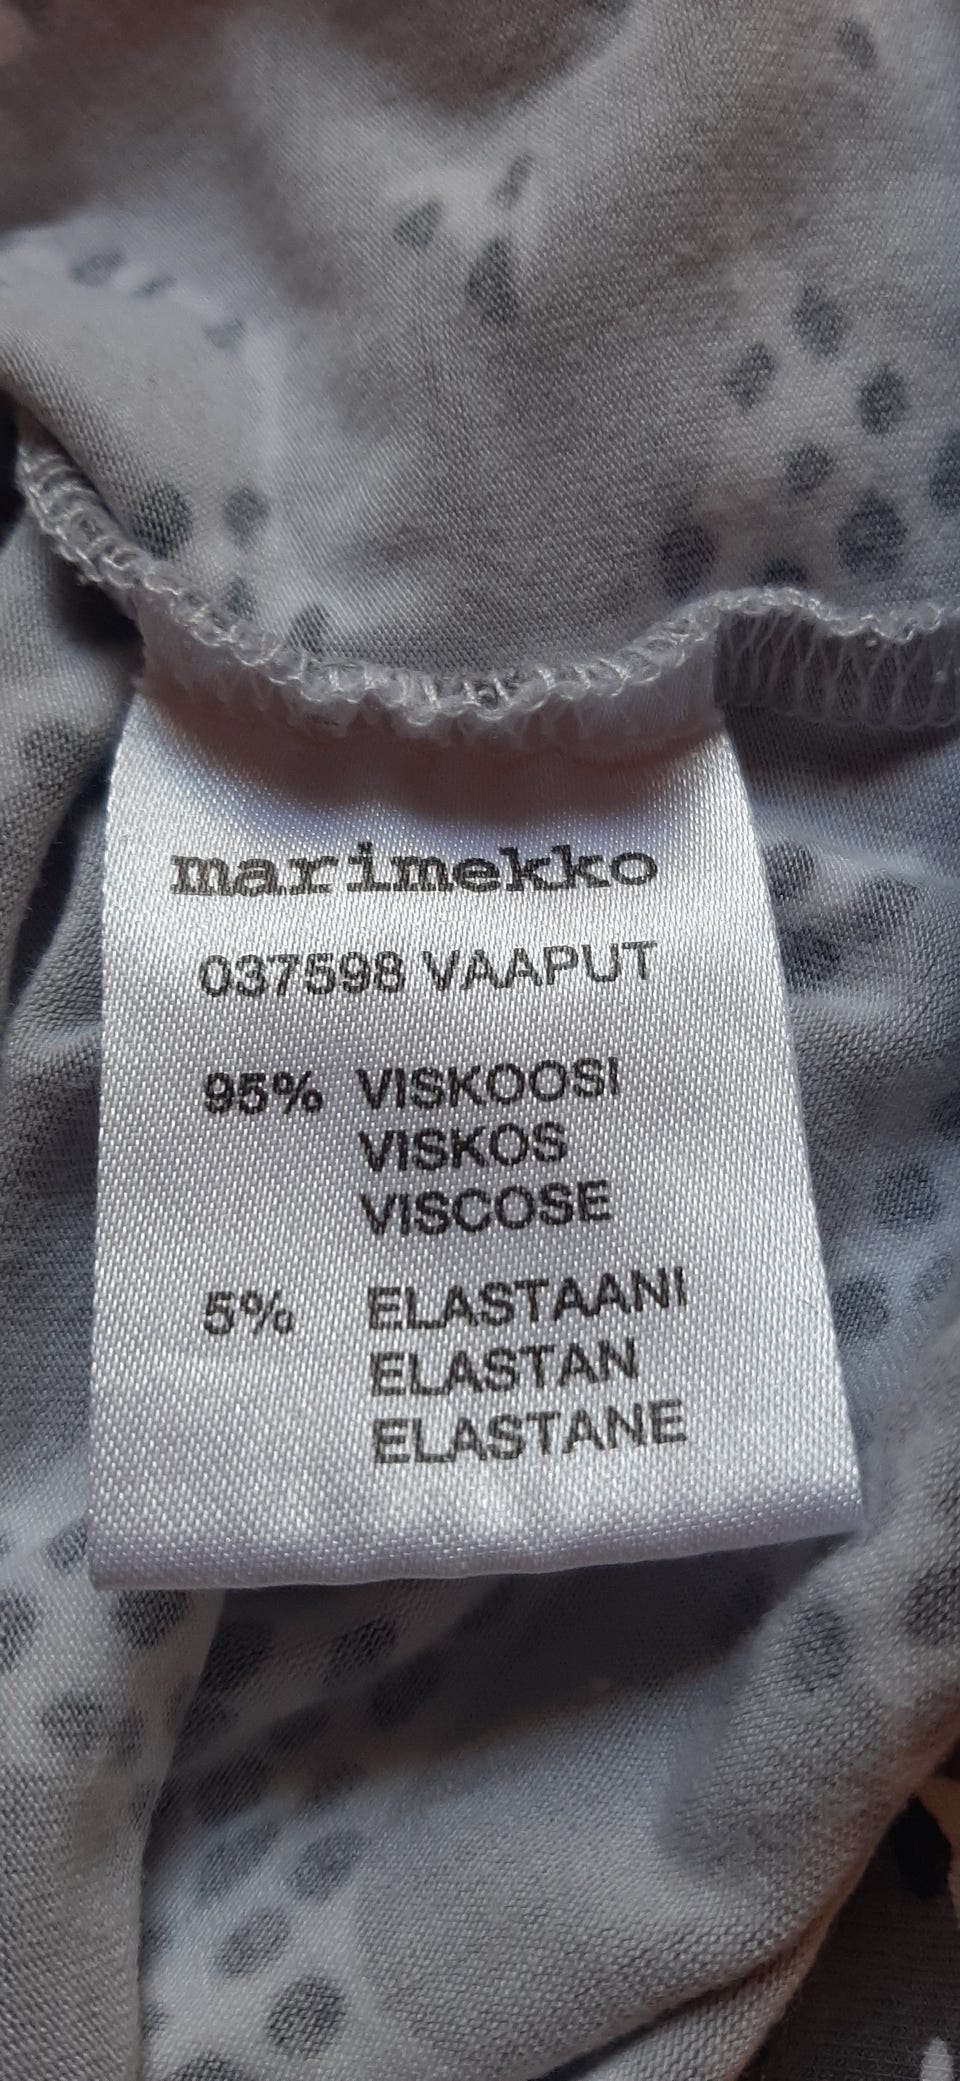 marimekko
037598 VAAPUT
95% VISKOOSI
VISKOS
VISCOSE
5% ELASTAANI
ELASTAN
ELASTANE